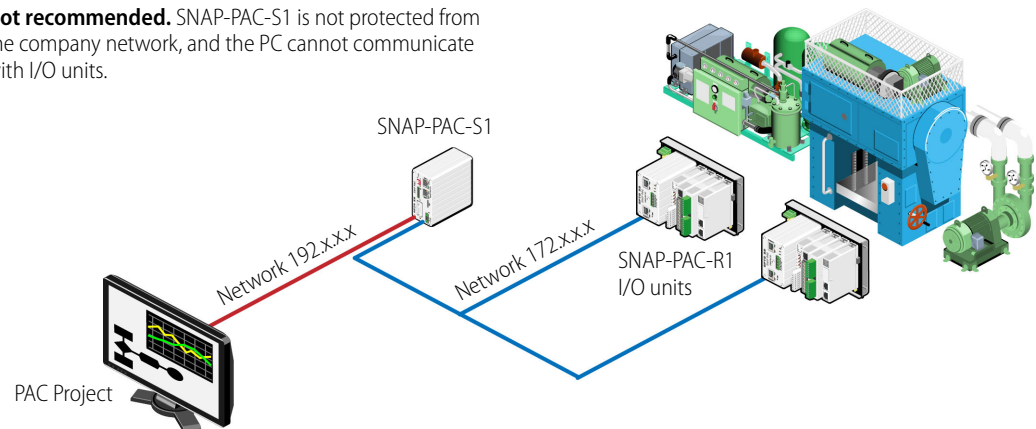 ot recommended. SNAP-PAC-S1 is not protected from
he company network, and the PC cannot communicate
ith I/O units.
SNAP-PAC-S1
Network 192.x.x.x
Network 172.x.x.x
SNAP-PAC-R1
I/O units
PAC Project